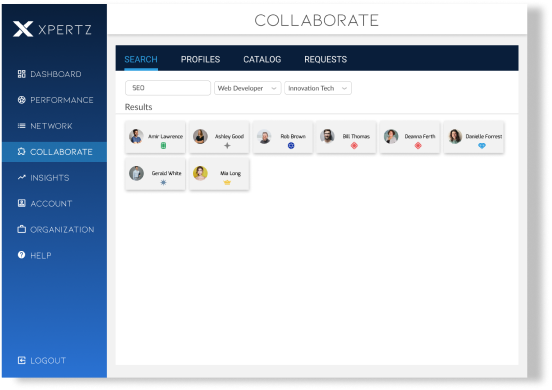 XPERTZ
COLLABORATE
SEARCH PROFILES CATALOG REQUESTS
DASHBOARD
PERFORMANCE
NETWORK
COLLABORATE
INSIGHTS
ACCOUNT
ORGANIZATION
HELP
LOGOUT
SEO Web Developer Innovation Tech
Results
Amir Lawrence Ashley Good Rob Brown Bill Thomas Deanna Ferth Danielle Forrest
Gerald White Mia Long